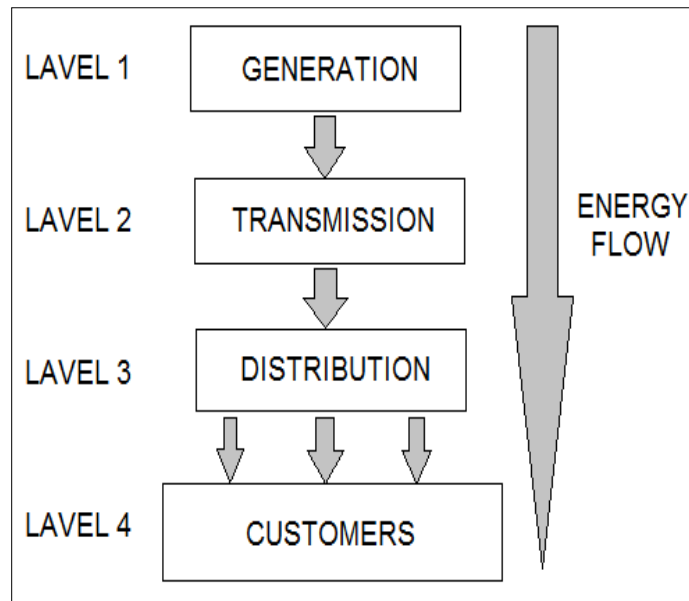 LAVEL 1
GENERATION
LAVEL 2
TRANSMISSION
ENERGY
FLOW
LAVEL 3
DISTRIBUTION
LAVEL 4
CUSTOMERS